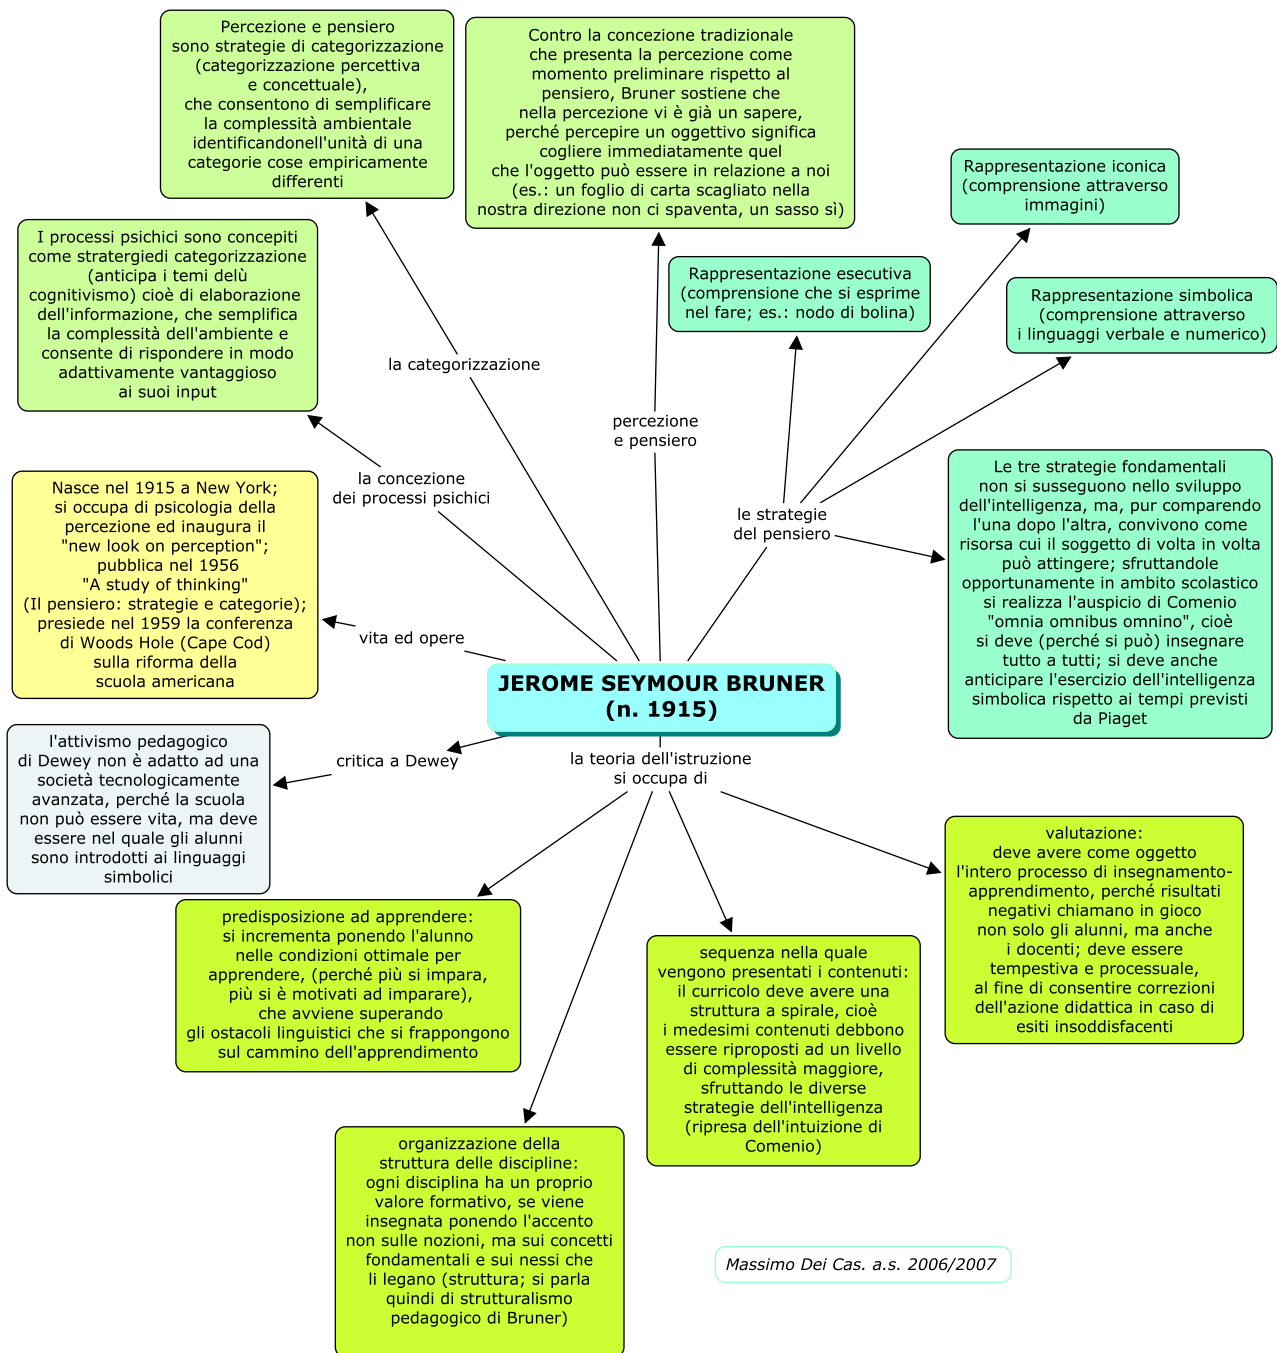 Percezione e pensiero
sono strategie di categorizzazione
(categorizzazione percettiva
e concettuale),
che consentono di semplificare
la complessità ambientale
identificandonell'unità di una
categorie cose empiricamente
differenti
Contro la concezione tradizionale
che presenta la percezione come
momento preliminare rispetto al
pensiero, Bruner sostiene che
nella percezione vi è già un sapere,
perché percepire un oggettivo significa
cogliere immediatamente quel
che l'oggetto può essere in relazione a noi
(es.: un foglio di carta scagliato nella
nostra direzione non ci spaventa, un sasso sì)
Rappresentazione iconica
(comprensione attraverso
immagini)
I processi psichici sono concepiti
come stratergiedi categorizzazione
(anticipa i temi delù
cognitivismo) cioè di elaborazione
dell'informazione, che semplifica
la complessità dell'ambiente e
consente di rispondere in modo
adattivamente vantaggioso
ai suoi input
Rappresentazione esecutiva
(comprensione che si esprime
nel fare; es.: nodo di bolina)
Rappresentazione simbolica
(comprensione attraverso
i linguaggi verbale e numerico)
la categorizzazione
percezione
e pensiero
la concezione
dei processi psichici
le strategie
del pensiero
Nasce nel 1915 a New York;
si occupa di psicologia della
percezione ed inaugura il
"new look on perception";
pubblica nel 1956
"A study of thinking"
(Il pensiero: strategie e categorie);
presiede nel 1959 la conferenza
di Woods Hole (Cape Cod)
sulla riforma della
scuola americana
Le tre strategie fondamentali
non si susseguono nello sviluppo
dell'intelligenza, ma, pur comparendo
l'una dopo l'altra, convivono come
risorsa cui il soggetto di volta in volta
può attingere; sfruttandole
opportunamente in ambito scolastico
si realizza l'auspicio di Comenio
"omnia omnibus omnino", cioè
si deve (perché si può) insegnare
tutto a tutti; si deve anche
anticipare l'esercizio dell'intelligenza
simbolica rispetto ai tempi previsti
da Piaget
vita ed opere
JEROME SEYMOUR BRUNER
(n. 1915)
l'attivismo pedagogico
di Dewey non è adatto ad una
società tecnologicamente
avanzata, perché la scuola
non può essere vita, ma deve
essere nel quale gli alunni
sono introdotti ai linguaggi
simbolici
critica a Dewey
la teoria dell'istruzione
si occupa di
valutazione:
deve avere come oggetto
l'intero processo di insegnamento-
apprendimento, perché risultati
negativi chiamano in gioco
non solo gli alunni, ma anche
i docenti; deve essere
tempestiva e processuale,
al fine di consentire correzioni
dell'azione didattica in caso di
esiti insoddisfacenti
predisposizione ad apprendere:
si incrementa ponendo l'alunno
nelle condizioni ottimale per
apprendere, (perché più si impara,
più si è motivati ad imparare),
che avviene superando
gli ostacoli linguistici che si frappongono
sul cammino dell'apprendimento
sequenza nella quale
vengono presentati i contenuti:
il curricolo deve avere una
struttura a spirale, cioè
i medesimi contenuti debbono
essere riproposti ad un livello
di complessità maggiore,
sfruttando le diverse
strategie dell'intelligenza
(ripresa dell'intuizione di
Comenio)
organizzazione della
struttura delle discipline:
ogni disciplina ha un proprio
valore formativo, se viene
insegnata ponendo l'accento
non sulle nozioni, ma sui concetti
fondamentali e sui nessi che
li legano (struttura; si parla
quindi di strutturalismo
pedagogico di Bruner)
Massimo Dei Cas. a.s. 2006/2007